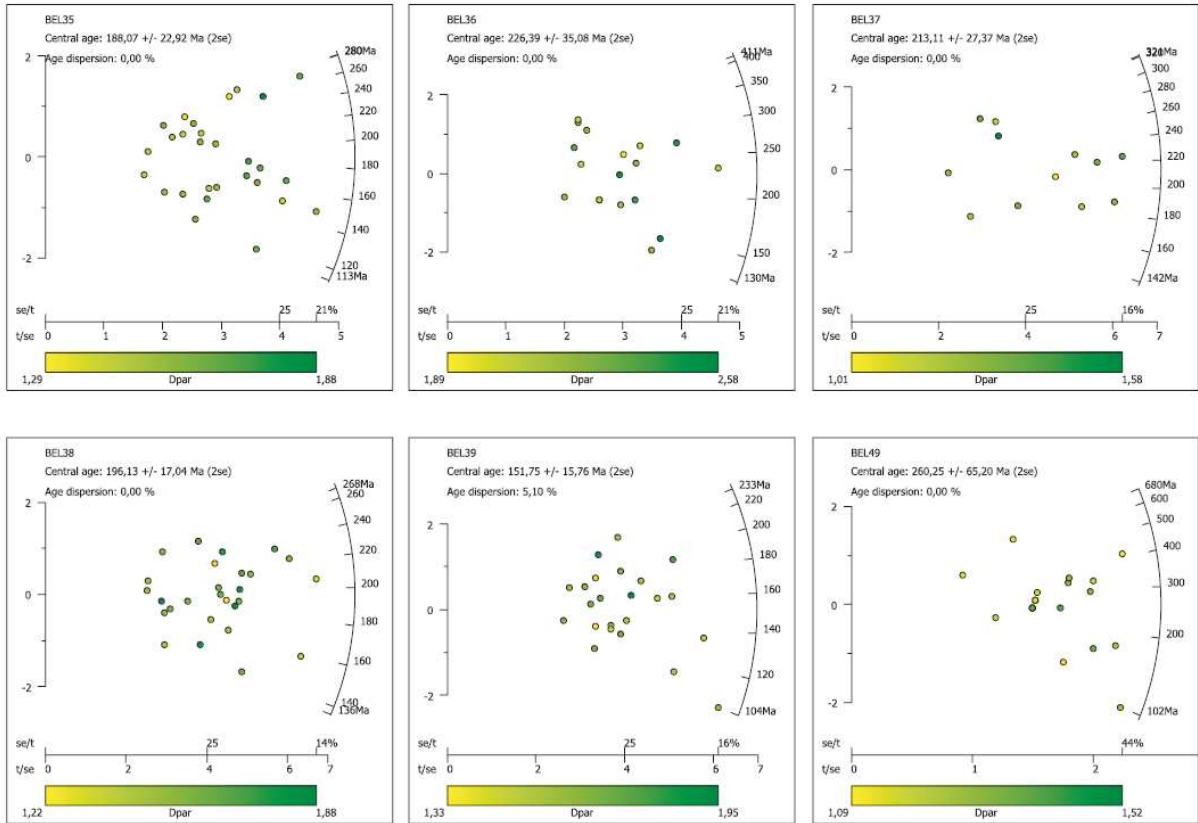 BEL35
Central age: 188,07 +/- 22,92 Ma (2se)
Age dispersion: 0,00 %
2
0
-2
280Ma
260
240
220
200
180
160
140
120
113Ma
se/t 25 21%
t/se 0 1 2 3 4 5
1,29 Dpar 1,88
BEL36
Central age: 226,39 +/- 35,08 Ma (2se)
Age dispersion: 0,00 %
2
0
-2
411Ma
400
350
300
250
200
150
130Ma
se/t 25 21%
t/se 0 1 2 3 4 5
1,89 Dpar 2,58
BEL37
Central age: 213,11 +/- 27,37 Ma (2se)
Age dispersion: 0,00 %
2
0
-2
321Ma
300
280
260
240
220
200
180
160
142Ma
se/t 25 16%
t/se 0 2 4 6 7
1,01 Dpar 1,58
BEL38
Central age: 196,13 +/- 17,04 Ma (2se)
Age dispersion: 0,00 %
2
0
-2
268Ma
260
240
220
200
180
160
140
136Ma
se/t 25 14%
t/se 0 2 4 6 7
1,22 Dpar 1,88
BEL39
Central age: 151,75 +/- 15,76 Ma (2se)
Age dispersion: 5,10 %
2
0
-2
233Ma
220
200
180
160
140
120
104Ma
se/t 25 16%
t/se 0 2 4 6 7
1,33 Dpar 1,95
BEL49
Central age: 260,25 +/- 65,20 Ma (2se)
Age dispersion: 0,00 %
2
0
-2
680Ma
600
500
400
300
200
102Ma
se/t 44%
t/se 0 1 2
1,09 Dpar 1,52